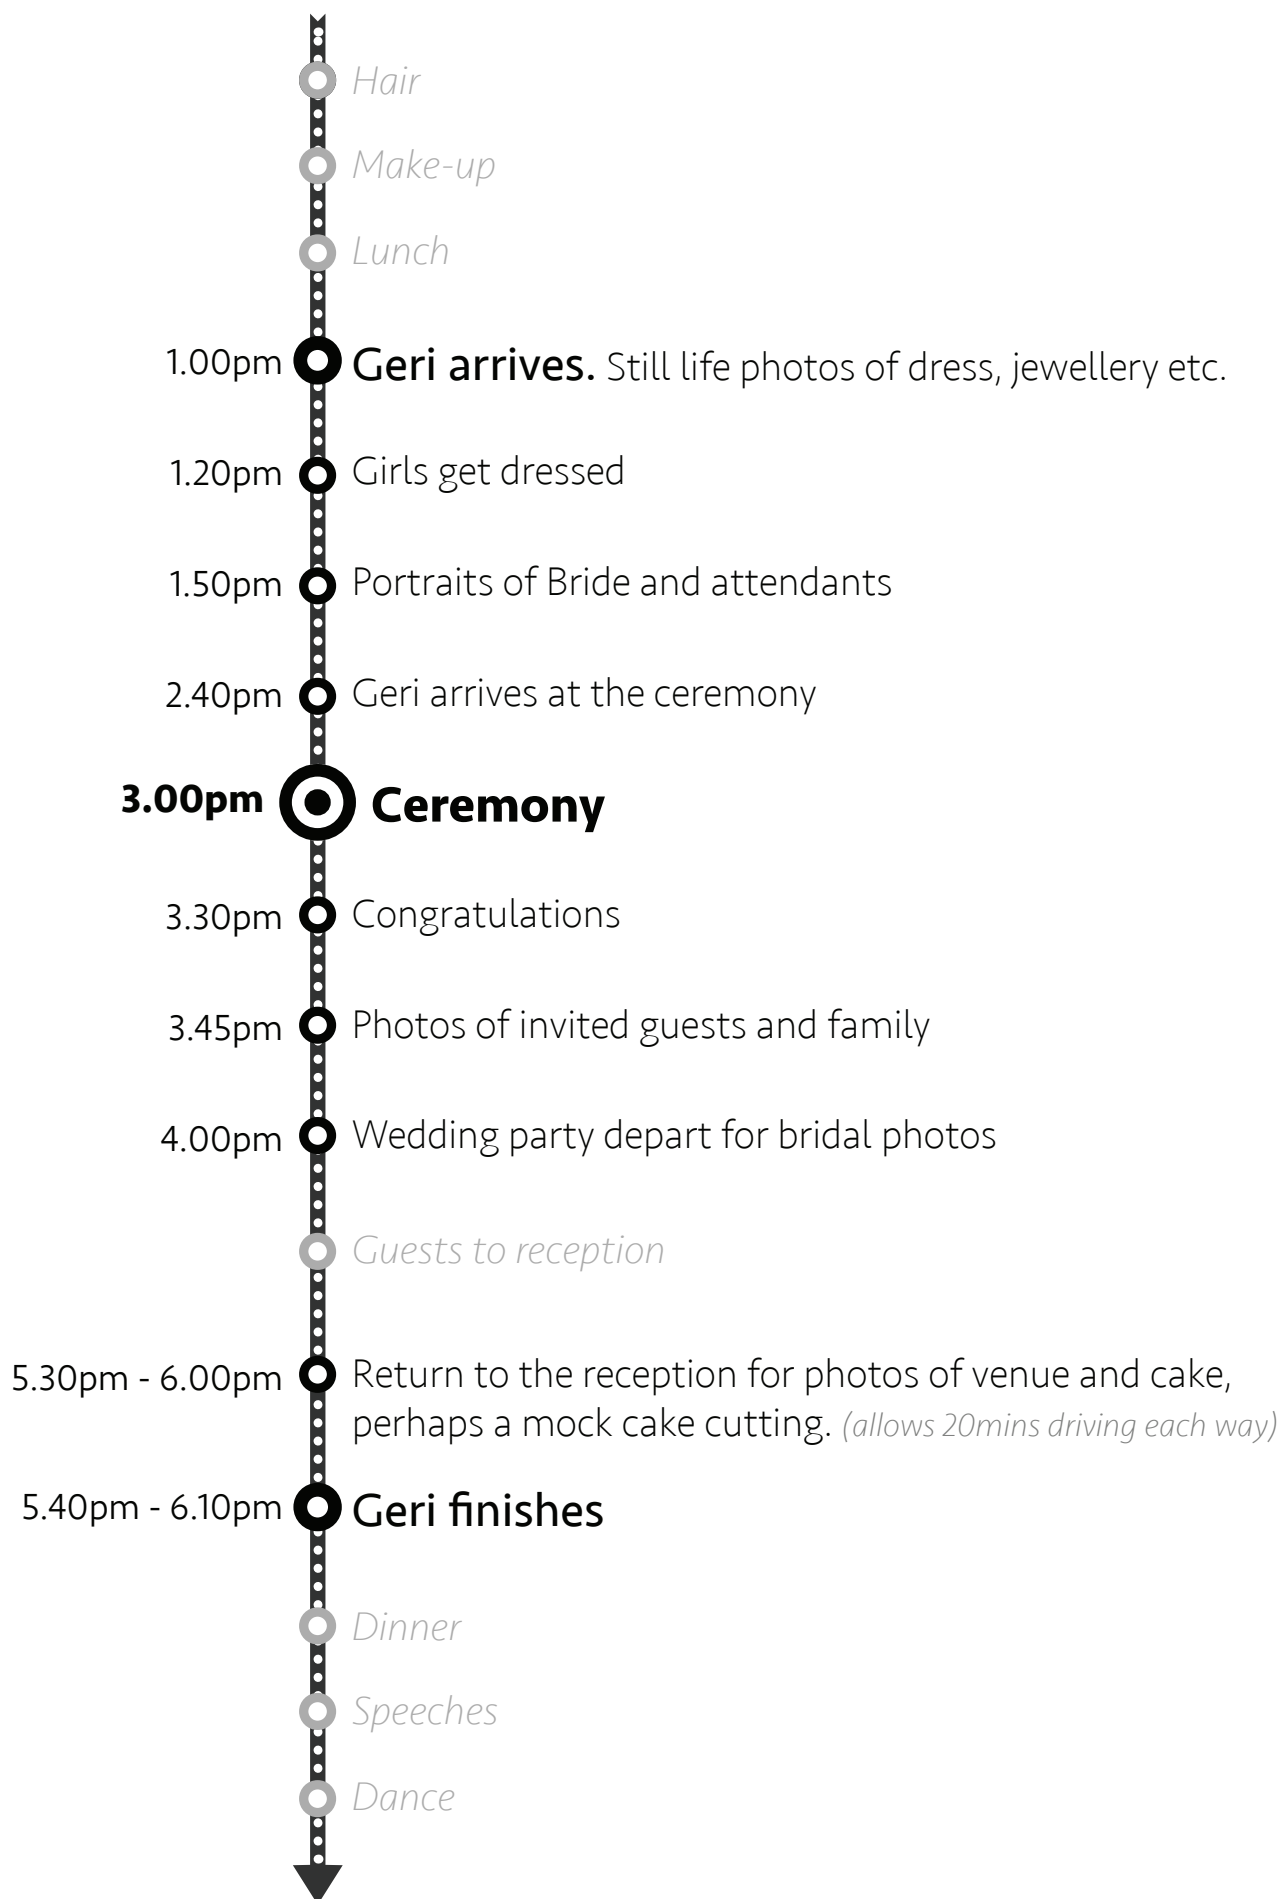 Hair
Make-up
Lunch
1.00pm Geri arrives. Still life photos of dress, jewellery etc.
1.20pm Girls get dressed
1.50pm Portraits of Bride and attendants
2.40pm Geri arrives at the ceremony
3.00pm Ceremony
3.30pm Congratulations
3.45pm Photos of invited guests and family
4.00pm Wedding party depart for bridal photos
Guests to reception
5.30pm - 6.00pm Return to the reception for photos of venue and cake,
perhaps a mock cake cutting. (allows 20mins driving each way)
5.40pm - 6.10pm Geri finishes
Dinner
Speeches
Dance